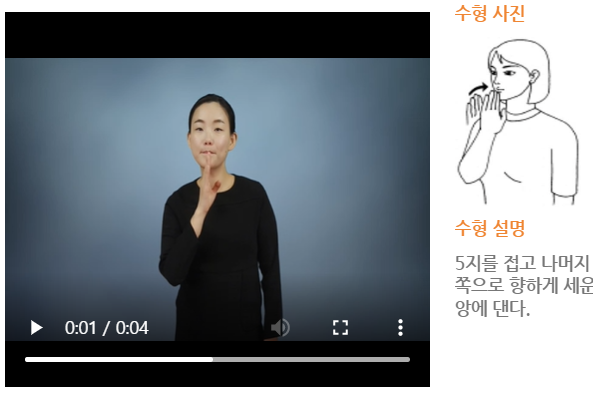 수형 사진
수형 설명
5지를 접고 나머지
쪽으로 향하게 세운
앙에 댄다.
0:01 / 0:04